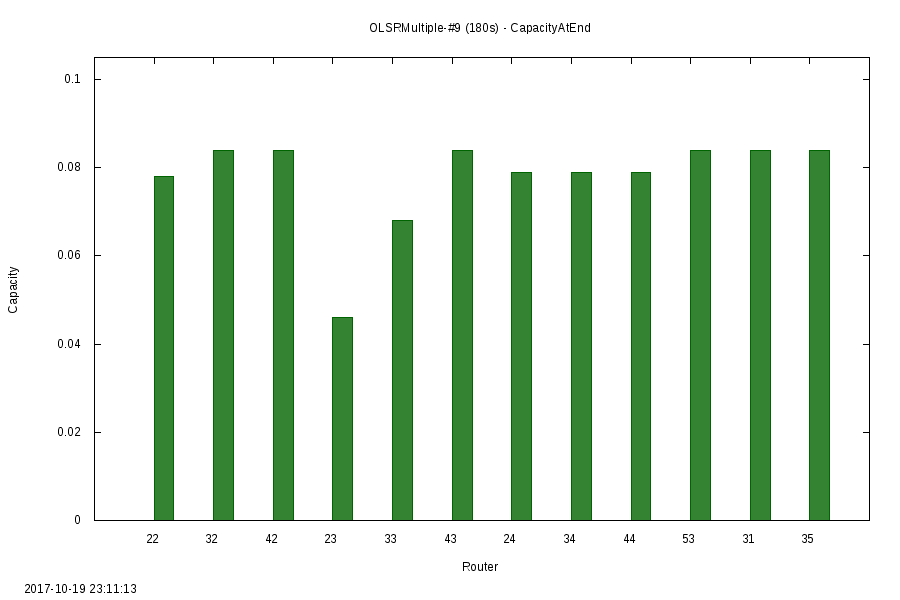 OLSRMultiple-#9 (180s) - CapacityAtEnd
0.1
0.08
0.06
0.04
0.02
0
Capacity
22 32 42 23 33 43 24 34 44 53 31 35
Router
2017-10-19 23:11:13